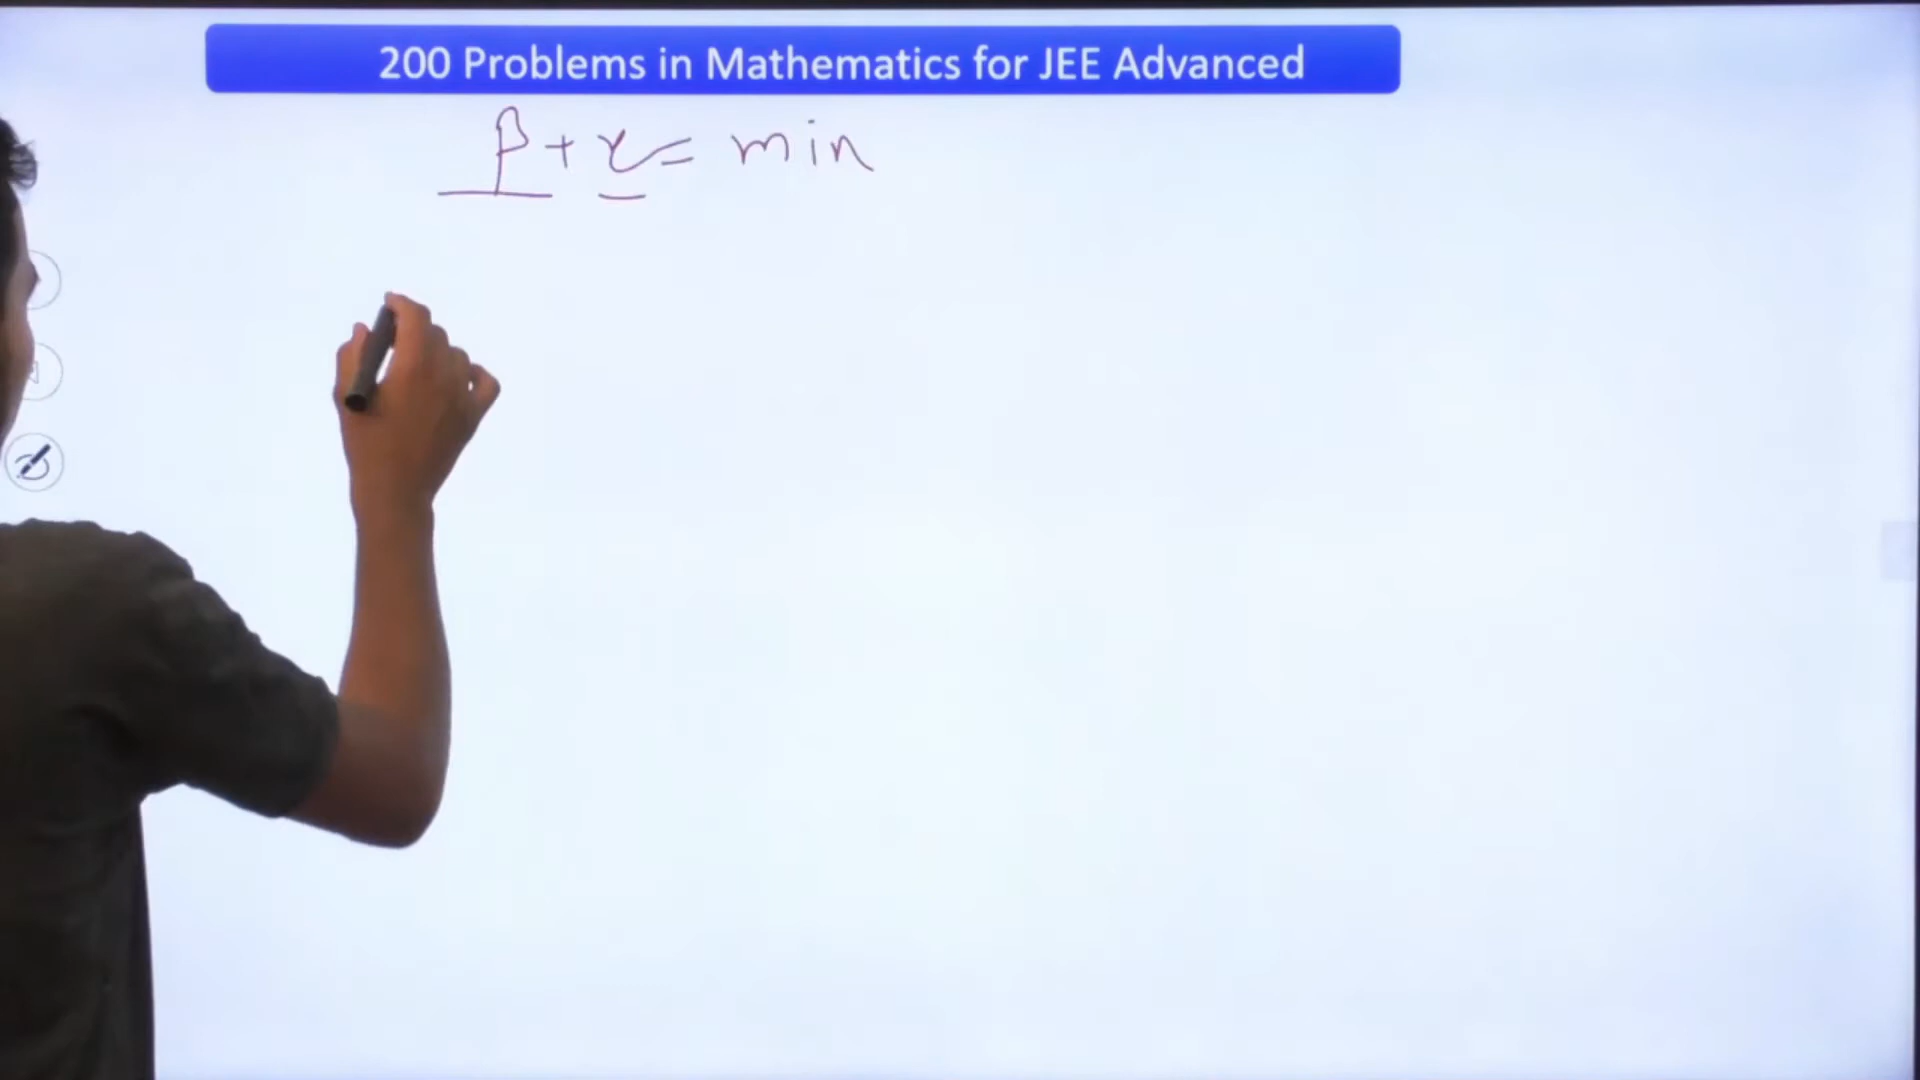 200 Problems in Mathematics for JEE Advanced
β + r = min